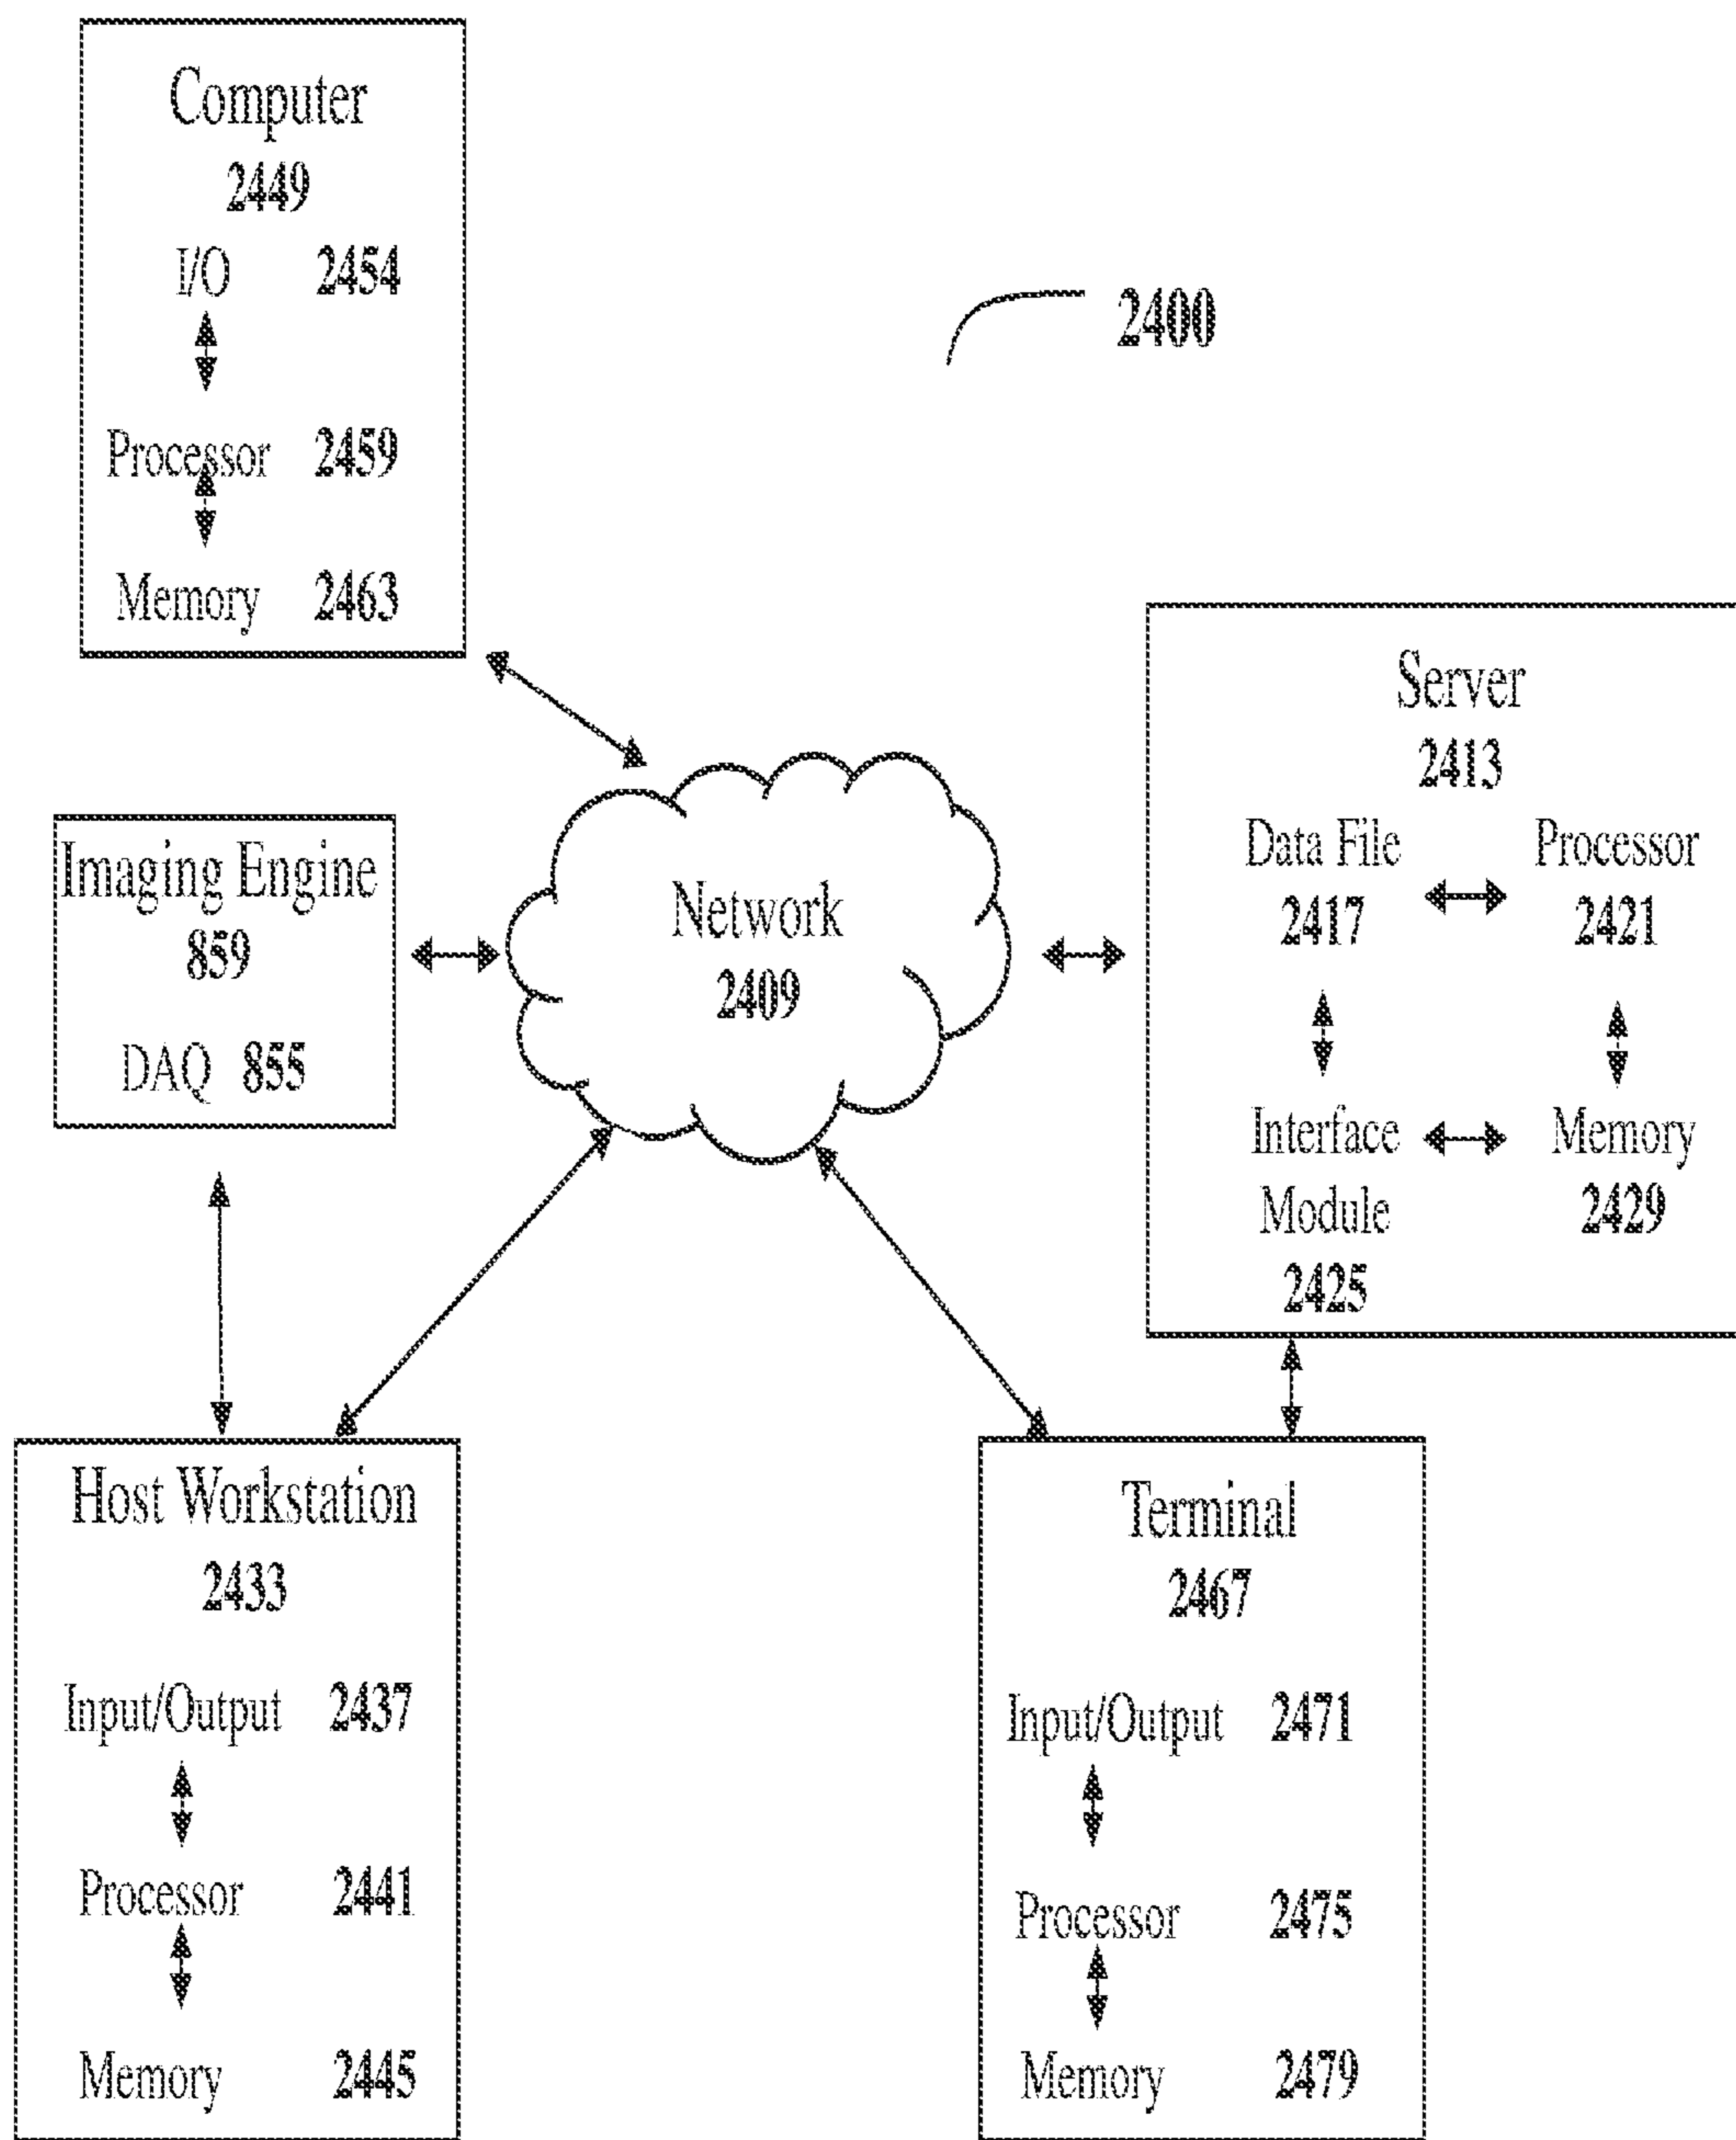 Computer
2449
I/O 2454
Processor 2459
Memory 2463
2400
Server
2413
Data File Processor
2417 2421
Interface Memory
Module 2429
2425
Imaging Engine
859
DAQ 855
Network
2409
Host Workstation
2433
Input/Output 2437
Processor 2441
Memory 2445
Terminal
2467
Input/Output 2471
Processor 2475
Memory 2479